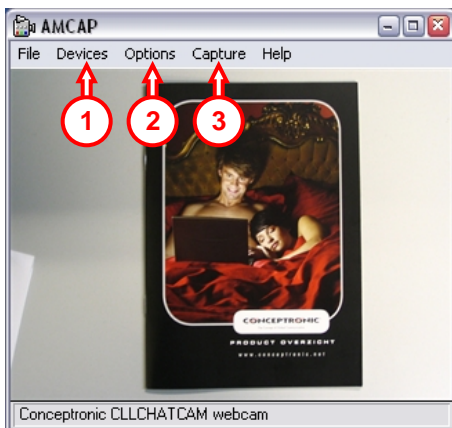 AMCAP
File Devices Options Capture Help
1 2 3
CONCEPTRONIC
PRODUCT OVERZICHT
www.conceptronic.net
Conceptronic CLLCHATCAM webcam